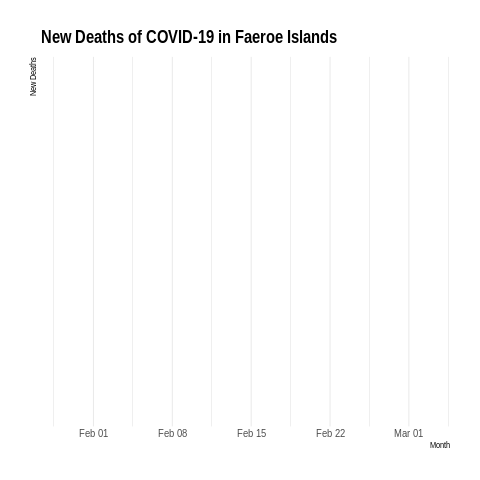 New Deaths of COVID-19 in Faeroe Islands
New Deaths
Feb 01 Feb 08 Feb 15 Feb 22 Mar 01
Month